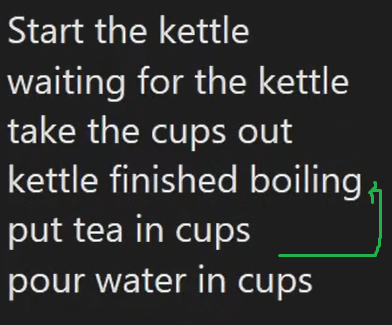 Start the kettle
waiting for the kettle
take the cups out
kettle finished boiling
put tea in cups
pour water in cups